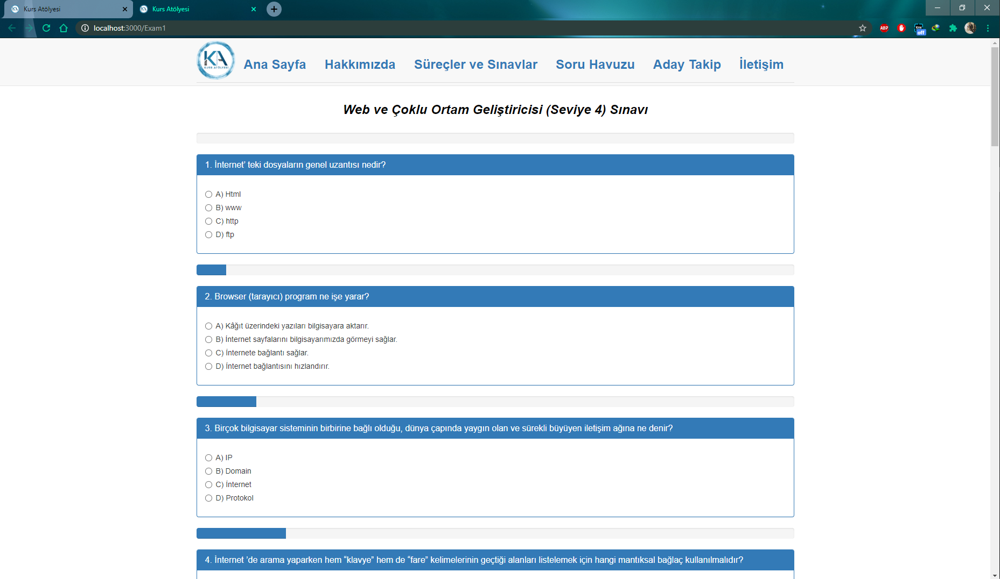 Kurs Atölyesi
Kurs Atölyesi
localhost:3000/Exam1
ABP
off
KA
KURS ATÖLYESİ
Ana Sayfa Hakkımızda Süreçler ve Sınavlar Soru Havuzu Aday Takip İletişim
Web ve Çoklu Ortam Geliştiricisi (Seviye 4) Sınavı
1. İnternet’ teki dosyaların genel uzantısı nedir?
A) Html
B) www
C) http
D) ftp
2. Browser (tarayıcı) program ne işe yarar?
A) Kâğıt üzerindeki yazıları bilgisayara aktarır.
B) İnternet sayfalarını bilgisayarımızda görmeyi sağlar.
C) İnternete bağlantı sağlar.
D) İnternet bağlantısını hızlandırır.
3. Birçok bilgisayar sisteminin birbirine bağlı olduğu, dünya çapında yaygın olan ve sürekli büyüyen iletişim ağına ne denir?
A) IP
B) Domain
C) İnternet
D) Protokol
4. İnternet ’de arama yaparken hem “klavye” hem de “fare” kelimelerinin geçtiği alanları listelemek için hangi mantıksal bağlaç kullanılmalıdır?